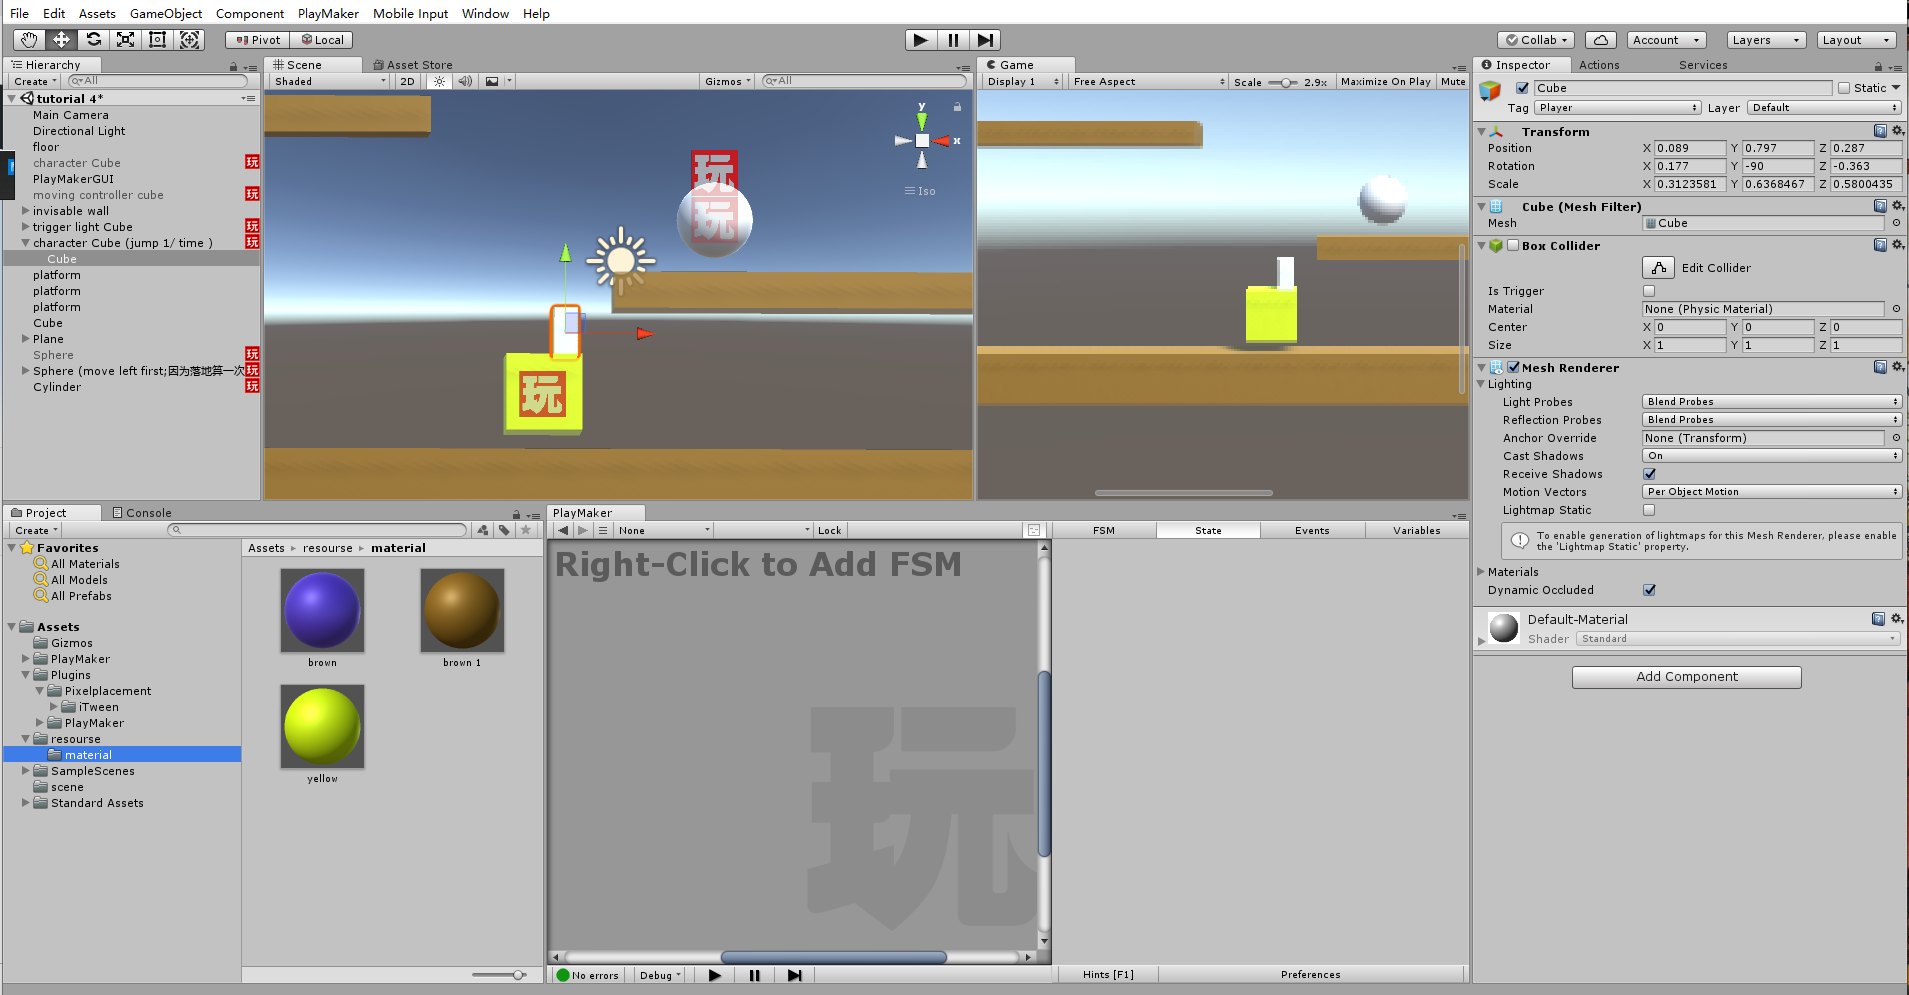 File Edit Assets GameObject Component PlayMaker Mobile Input Window Help
Pivot Local Collab Account Layers Layout
Hierarchy
Create All
tutorial 4*
Main Camera
Directional Light
floor
character Cube 玩
PlayMakerGUI
moving controller cube 玩
invisable wall
trigger light Cube 玩
character Cube (jump 1/ time ) 玩
Cube
platform
platform
platform
Cube
Plane
Sphere 玩
Sphere (move left first;因为落地第一次 玩
Cylinder
Scene Asset Store
Shaded 2D Gizmos All
y
x
Iso
玩
玩
玩
Game
Display 1 Free Aspect Scale 2.9x Maximize On Play Mute
Inspector Actions Services
Cube Static
Tag Player Layer Default
Transform
Position X 0.089 Y 0.797 Z 0.287
Rotation X 0.177 Y -90 Z -0.363
Scale X 0.3123581 Y 0.6368467 Z 0.5800435
Cube (Mesh Filter)
Mesh Cube
Box Collider
Edit Collider
Is Trigger
Material None (Physic Material)
Center X 0 Y 0 Z 0
Size X 1 Y 1 Z 1
Mesh Renderer
Lighting
Light Probes Blend Probes
Reflection Probes Blend Probes
Anchor Override None (Transform)
Cast Shadows On
Receive Shadows
Motion Vectors Per Object Motion
Lightmap Static
To enable generation of lightmaps for this Mesh Renderer, please enable
the 'Lightmap Static' property.
Materials
Dynamic Occluded
Default-Material
Shader Standard
Add Component
Project Console
Create
Favorites
All Materials
All Models
All Prefabs
Assets
Gizmos
PlayMaker
Plugins
Pixelplacement
iTween
PlayMaker
resourse
material
SampleScenes
scene
Standard Assets
Assets resourse material
brown brown 1
yellow
PlayMaker
None Lock
Right-Click to Add FSM
玩
FSM State Events Variables
No errors Debug
Hints [F1] Preferences